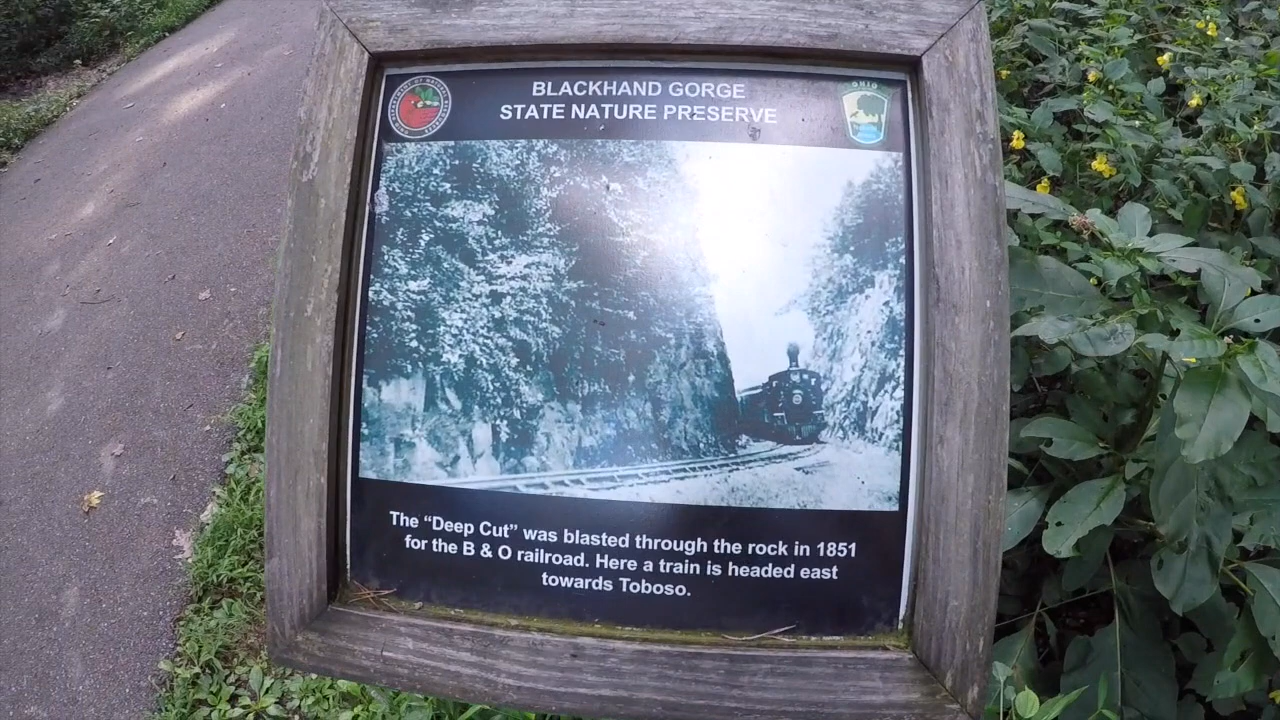 BLACKHAND GORGE
STATE NATURE PRESERVE
OHIO
The “Deep Cut” was blasted through the rock in 1851
for the B & O railroad. Here a train is headed east
towards Toboso.